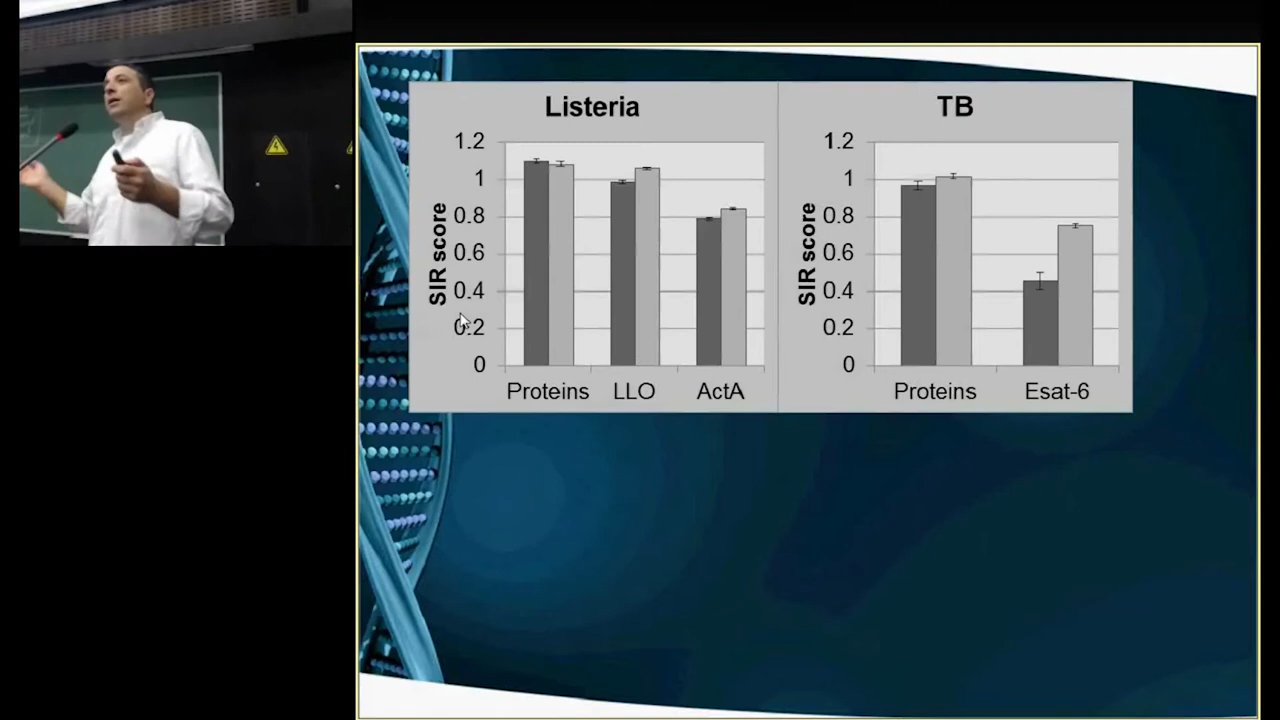 Listeria
SIR score
1.2
1
0.8
0.6
0.4
0.2
0
Proteins LLO ActA
TB
SIR score
1.2
1
0.8
0.6
0.4
0.2
0
Proteins Esat-6